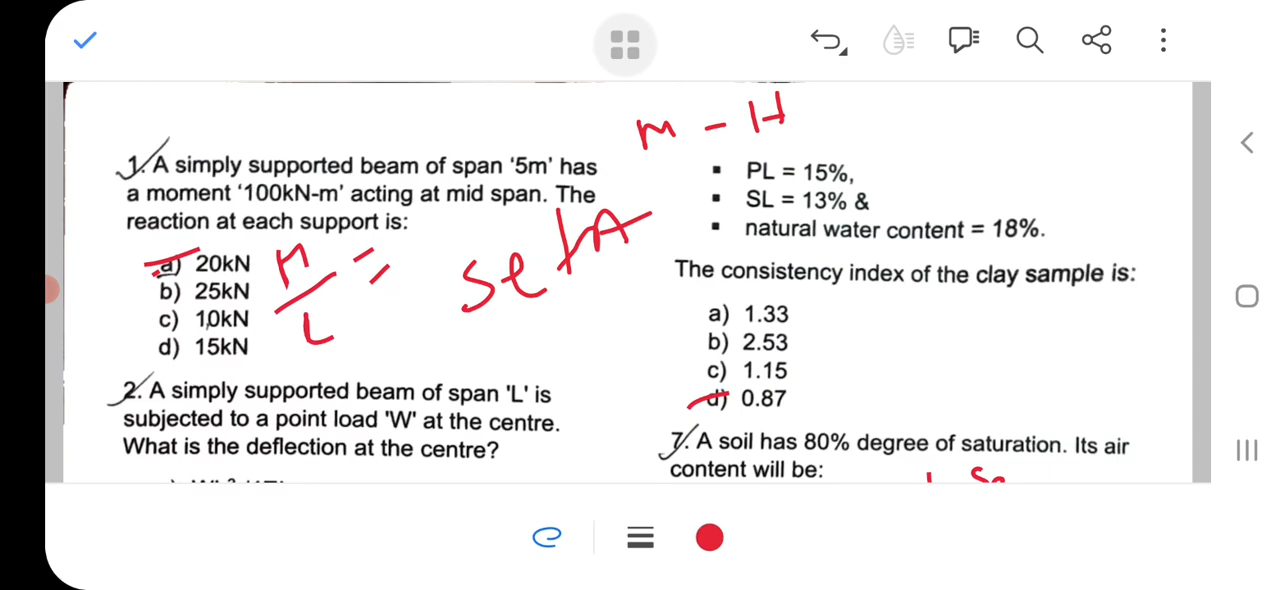 1. A simply supported beam of span '5m' has
a moment '100kN-m' acting at mid span. The
reaction at each support is:
a) 20kN
b) 25kN
c) 10kN
d) 15kN
M/L =
setA
2. A simply supported beam of span 'L' is
subjected to a point load 'W' at the centre.
What is the deflection at the centre?
M - H
▪ PL = 15%,
▪ SL = 13% &
▪ natural water content = 18%.
The consistency index of the clay sample is:
a) 1.33
b) 2.53
c) 1.15
d) 0.87
7. A soil has 80% degree of saturation. Its air
content will be: